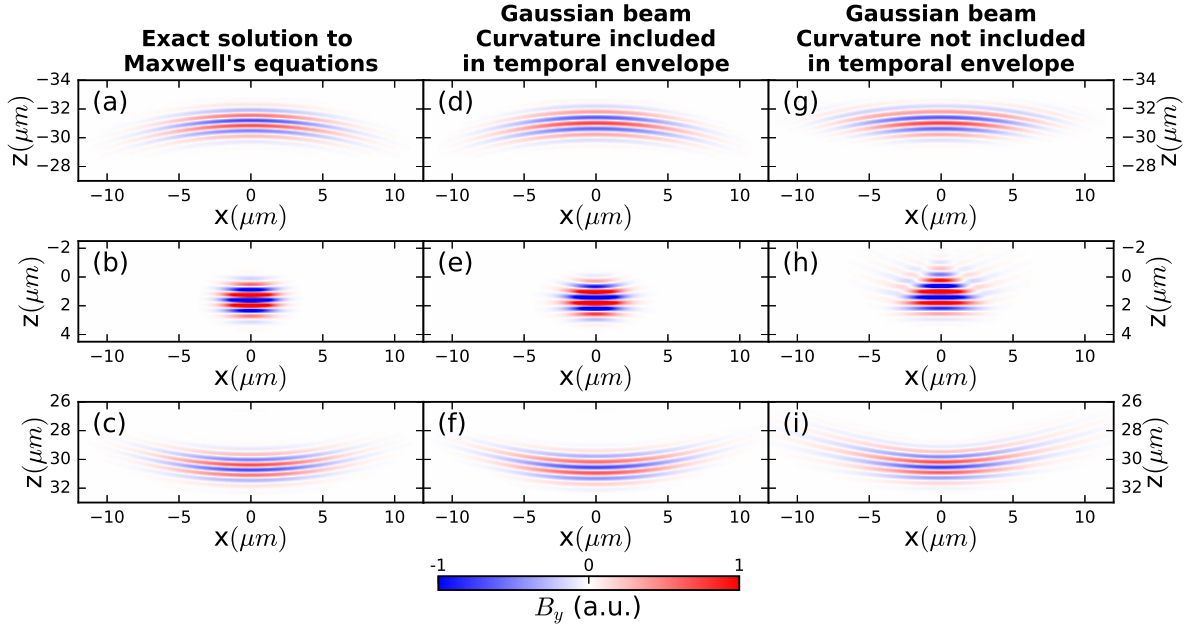 Exact solution to
Maxwell's equations
Gaussian beam
Curvature included
in temporal envelope
Gaussian beam
Curvature not included
in temporal envelope
(a)
−34
−32
−30
−28
z(μm)
−10 −5 0 5 10
x(μm)
(d)
−10 −5 0 5 10
x(μm)
(g)
−34
−32
−30
−28
z(μm)
−10 −5 0 5 10
x(μm)
(b)
−2
0
2
4
z(μm)
−10 −5 0 5 10
x(μm)
(e)
−10 −5 0 5 10
x(μm)
(h)
−2
0
2
4
z(μm)
−10 −5 0 5 10
x(μm)
(c)
26
28
30
32
z(μm)
−10 −5 0 5 10
x(μm)
(f)
−10 −5 0 5 10
x(μm)
(i)
26
28
30
32
z(μm)
−10 −5 0 5 10
x(μm)
-1 0 1
B_y (a.u.)